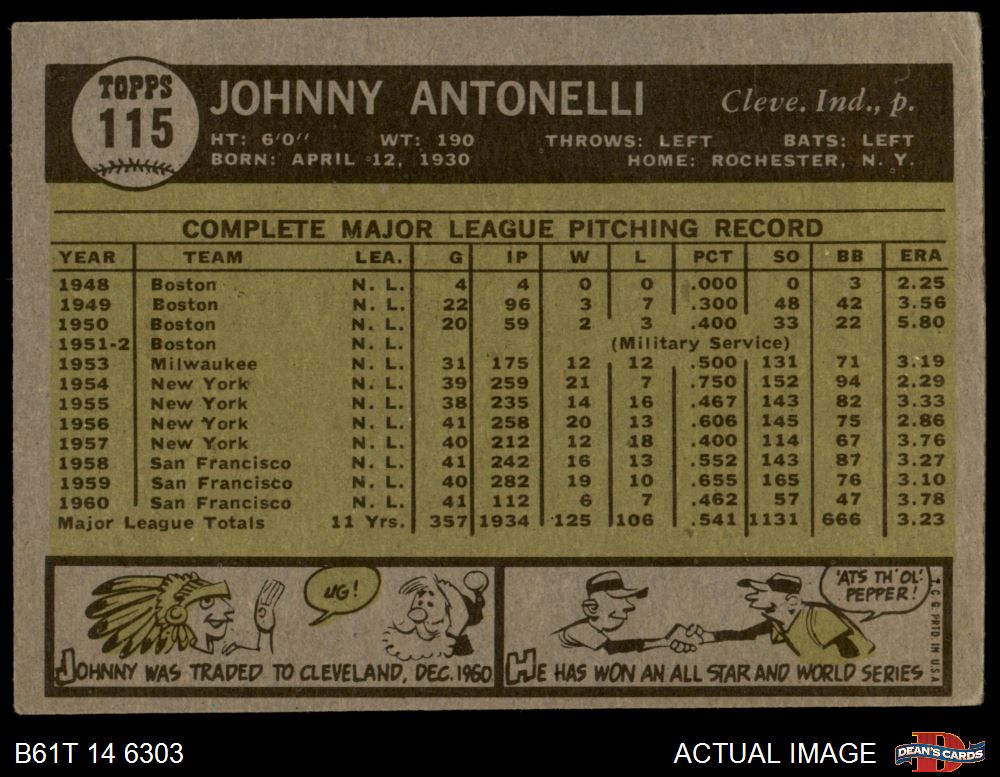 TOPPS
115
JOHNNY ANTONELLI Cleve. Ind., p.
HT: 6'0'' WT: 190 THROWS: LEFT BATS: LEFT
BORN: APRIL 12, 1930 HOME: ROCHESTER, N. Y.
COMPLETE MAJOR LEAGUE PITCHING RECORD
YEAR TEAM LEA. G IP W L PCT SO BB ERA
1948 Boston N. L. 4 4 0 0 .000 0 3 2.25
1949 Boston N. L. 22 96 3 7 .300 48 42 3.56
1950 Boston N. L. 20 59 2 3 .400 33 22 5.80
1951-2 Boston N. L. (Military Service)
1953 Milwaukee N. L. 31 175 12 12 .500 131 71 3.19
1954 New York N. L. 39 259 21 7 .750 152 94 2.29
1955 New York N. L. 38 235 14 16 .467 143 82 3.33
1956 New York N. L. 41 258 20 13 .606 145 75 2.86
1957 New York N. L. 40 212 12 18 .400 114 67 3.76
1958 San Francisco N. L. 41 242 16 13 .552 143 87 3.27
1959 San Francisco N. L. 40 282 19 10 .655 165 76 3.10
1960 San Francisco N. L. 41 112 6 7 .462 57 47 3.78
Major League Totals 11 Yrs. 357 1934 125 106 .541 1131 666 3.23
UG!
JOHNNY WAS TRADED TO CLEVELAND, DEC. 1960.
'ATS TH' OL'
PEPPER!
HE HAS WON AN ALL STAR AND WORLD SERIES
T.C.G. PRTD. IN U.S.A.
B61T 14 6303 ACTUAL IMAGE
DEAN'S CARDS